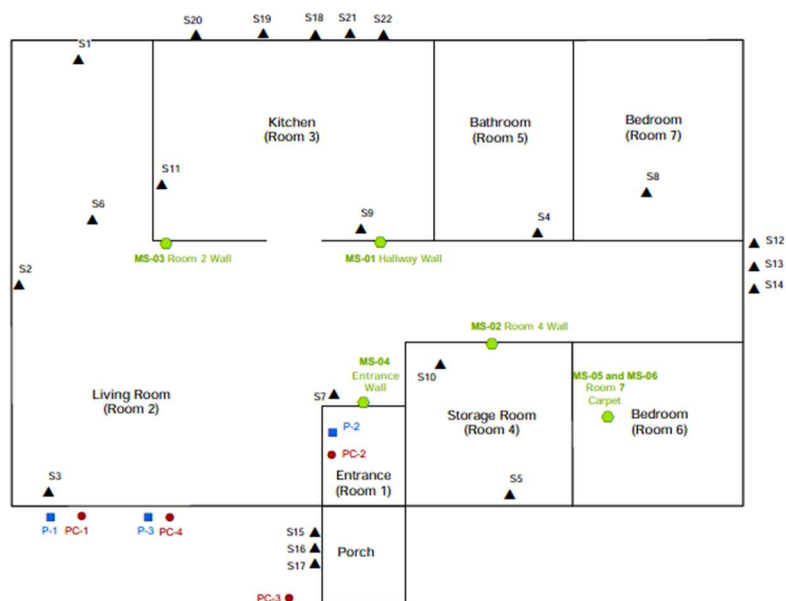 S20
S19
S18
S21
S22
S1
Kitchen
(Room 3)
Bathroom
(Room 5)
Bedroom
(Room 7)
S11
S8
S6
S9
S4
S12
MS-03 Room 2 Wall
MS-01 Hallway Wall
S13
S2
S14
MS-02 Room 4 Wall
MS-04
Entrance
Wall
S10
MS-05 and MS-06
Room 7
Carpet
Living Room
(Room 2)
S7
Storage Room
(Room 4)
Bedroom
(Room 6)
P-2
PC-2
S3
Entrance
(Room 1)
S5
P-1
PC-1
P-3
PC-4
S15
S16
S17
Porch
PC-3